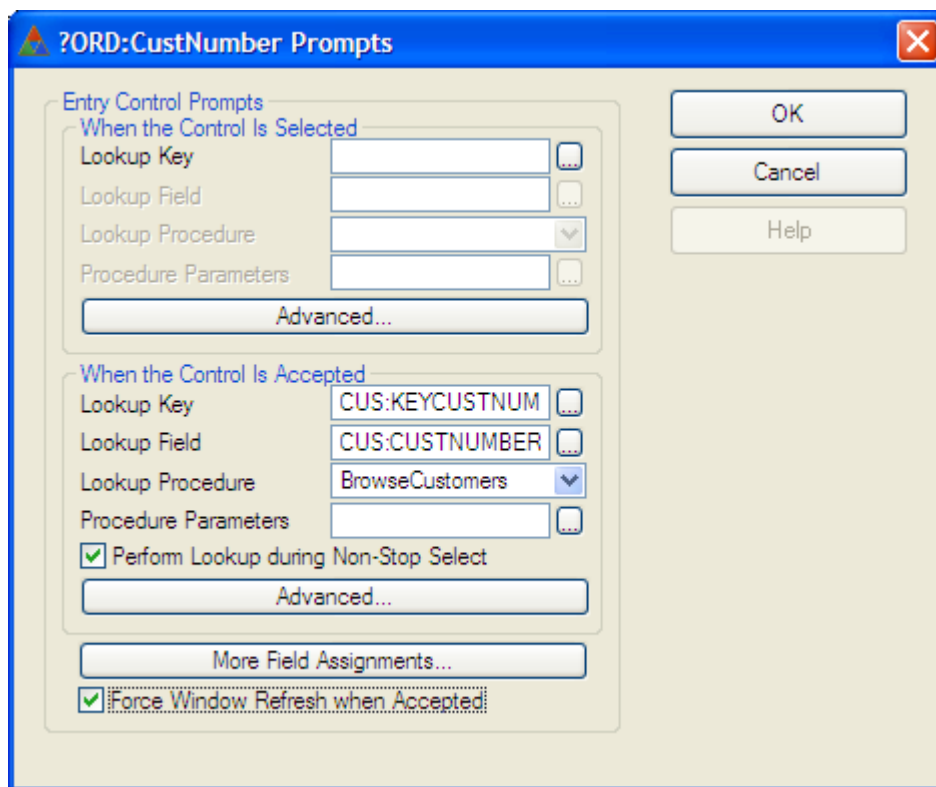 ?ORD:CustNumber Prompts
Entry Control Prompts
When the Control Is Selected
Lookup Key
...
Lookup Field
...
Lookup Procedure
Procedure Parameters
...
Advanced...
When the Control Is Accepted
Lookup Key CUS:KEYCUSTNUM ...
Lookup Field CUS:CUSTNUMBER ...
Lookup Procedure BrowseCustomers
Procedure Parameters ...
Perform Lookup during Non-Stop Select
Advanced...
More Field Assignments...
Force Window Refresh when Accepted
OK
Cancel
Help